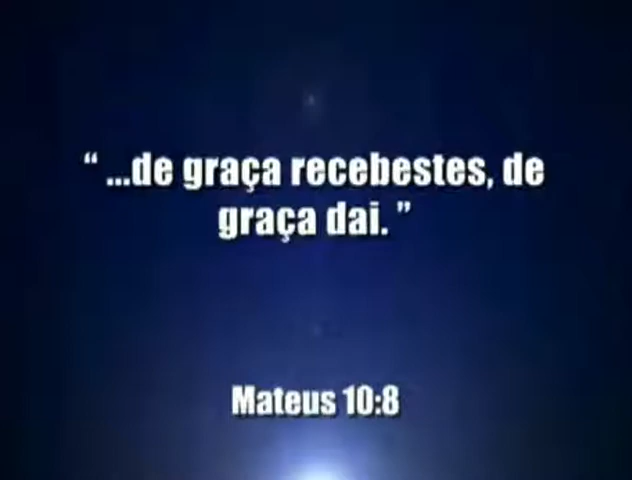 “ ...de graça recebestes, de
graça dai. ”
Mateus 10:8